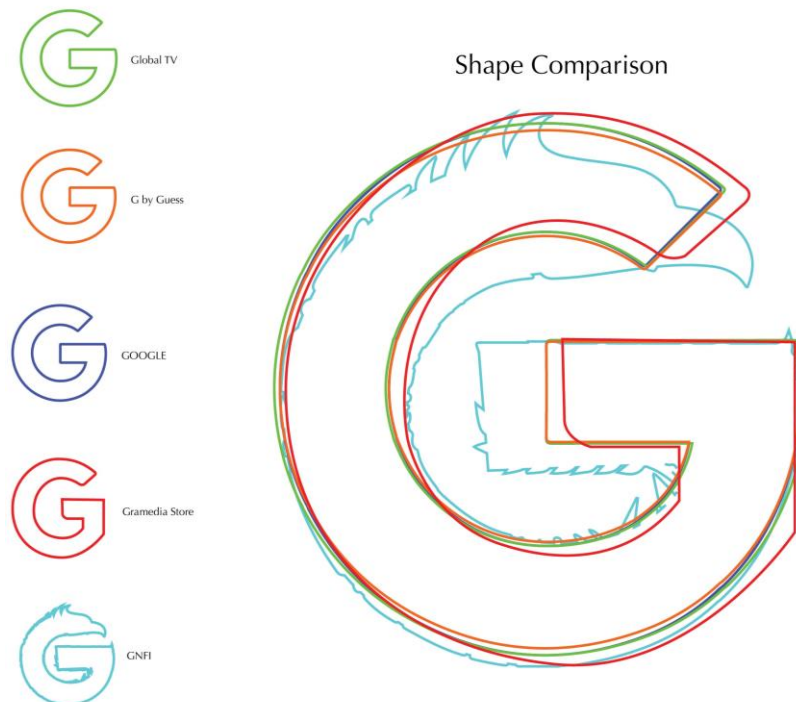 Shape Comparison
Global TV
G by Guess
GOOGLE
Gramedia Store
GNFI